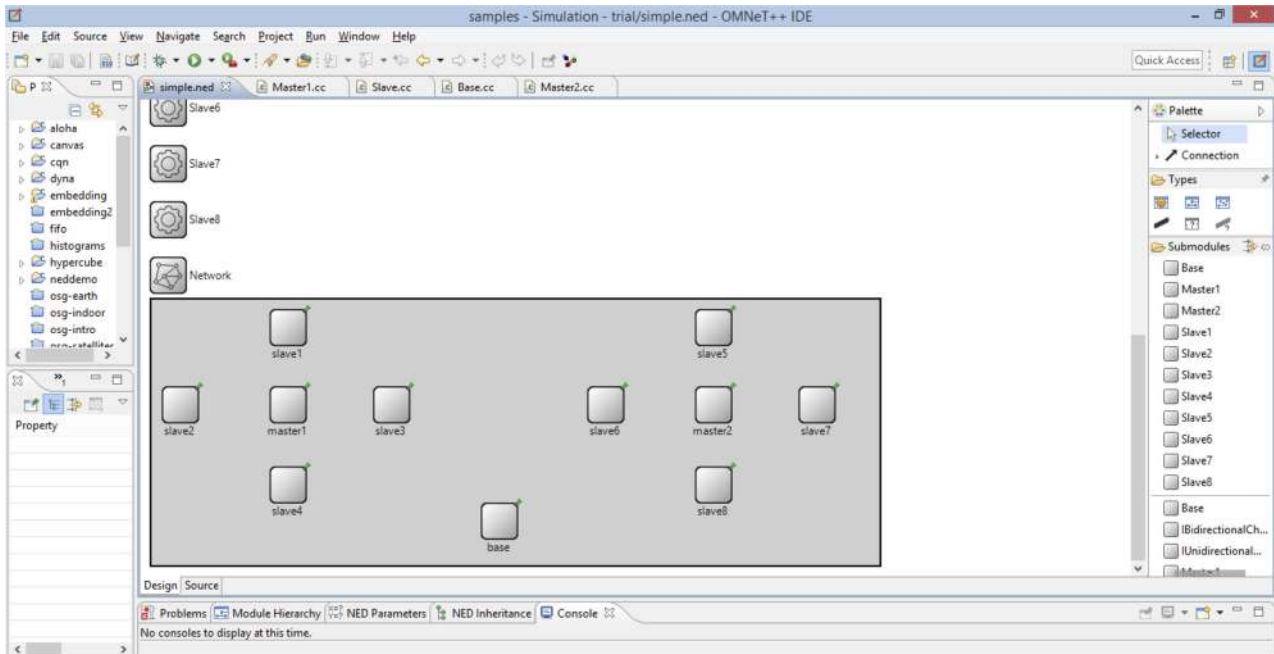 samples - Simulation - trial/simple.ned - OMNeT++ IDE
File Edit Source View Navigate Search Project Run Window Help
Quick Access
P
simple.ned Master1.cc Slave.cc Base.cc Master2.cc
aloha
canvas
cqn
dyna
embedding
embedding2
fifo
histograms
hypercube
neddemo
osg-earth
osg-indoor
osg-intro
Property
Slave6
Slave7
Slave8
Network
slave1
slave5
slave2
master1
slave3
slave6
master2
slave7
slave4
slave8
base
Design Source
Palette
Selector
Connection
Types
Submodules
Base
Master1
Master2
Slave1
Slave2
Slave3
Slave4
Slave5
Slave6
Slave7
Slave8
Base
IBidirectionalCh...
IUnidirectional...
Problems Module Hierarchy NED Parameters NED Inheritance Console
No consoles to display at this time.